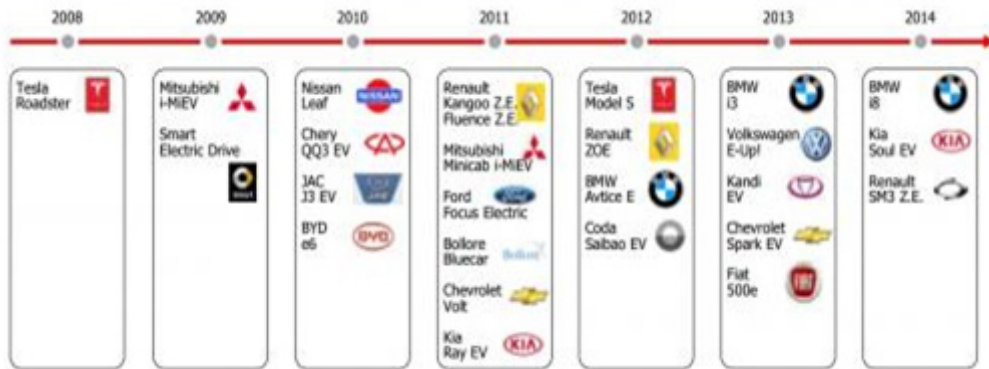 2008
2009
2010
2011
2012
2013
2014
Tesla
Roadster
Mitsubishi
i-MiEV
Smart
Electric Drive
Nissan
Leaf
NISSAN
Chery
QQ3 EV
JAC
J3 EV
BYD
e6
BYD
Renault
Kangoo Z.E.
Fluence Z.E.
Mitsubishi
Minicab i-MiEV
Ford
Focus Electric
Bollore
Bluecar
Chevrolet
Volt
Kia
Ray EV
KIA
Tesla
Model S
Renault
ZOE
BMW
Avtice E
Coda
Saibao EV
BMW
i3
Volkswagen
E-Up!
Kandi
EV
Chevrolet
Spark EV
Fiat
500e
FIAT
BMW
i8
Kia
Soul EV
KIA
Renault
SM3 Z.E.